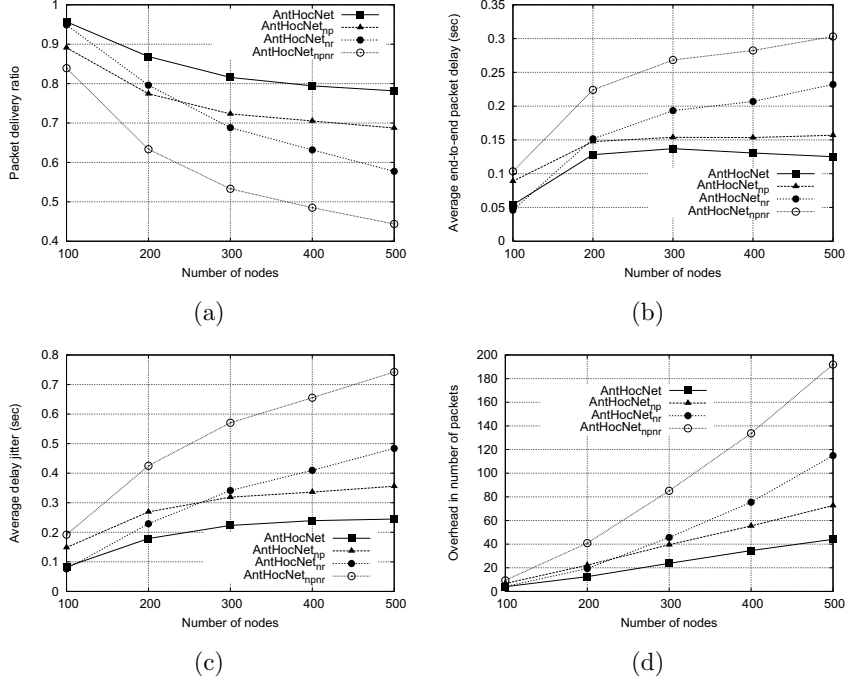 Packet delivery ratio
1
0.9
0.8
0.7
0.6
0.5
0.4
100 200 300 400 500
Number of nodes
AntHocNet
AntHocNetnp
AntHocNetnr
AntHocNetnpnr
(a)
Average end-to-end packet delay (sec)
0.35
0.3
0.25
0.2
0.15
0.1
0.05
0
100 200 300 400 500
Number of nodes
AntHocNet
AntHocNetnp
AntHocNetnr
AntHocNetnpnr
(b)
Average delay jitter (sec)
0.8
0.7
0.6
0.5
0.4
0.3
0.2
0.1
0
100 200 300 400 500
Number of nodes
AntHocNet
AntHocNetnp
AntHocNetnr
AntHocNetnpnr
(c)
Overhead in number of packets
200
180
160
140
120
100
80
60
40
20
0
100 200 300 400 500
Number of nodes
AntHocNet
AntHocNetnp
AntHocNetnr
AntHocNetnpnr
(d)